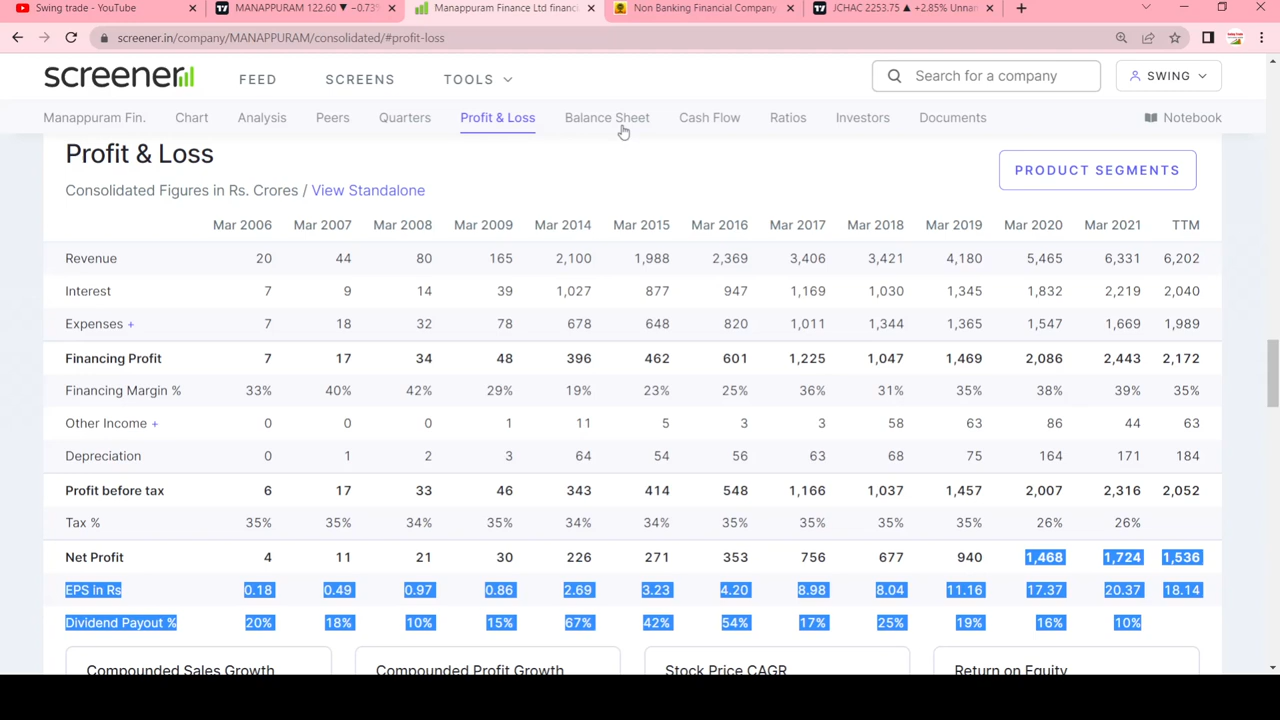 Swing trade - YouTube
MANAPPURAM 122.60 ▼ −0.73%
Manappuram Finance Ltd financi
Non Banking Financial Company
JCHAC 2253.75 ▲ +2.85% Unnam
screener.in/company/MANAPPURAM/consolidated/#profit-loss
screener
FEED SCREENS TOOLS
Search for a company
SWING
Manappuram Fin. Chart Analysis Peers Quarters Profit & Loss Balance Sheet Cash Flow Ratios Investors Documents Notebook
Profit & Loss
PRODUCT SEGMENTS
Consolidated Figures in Rs. Crores / View Standalone
Mar 2006 Mar 2007 Mar 2008 Mar 2009 Mar 2014 Mar 2015 Mar 2016 Mar 2017 Mar 2018 Mar 2019 Mar 2020 Mar 2021 TTM
Revenue 20 44 80 165 2,100 1,988 2,369 3,406 3,421 4,180 5,465 6,331 6,202
Interest 7 9 14 39 1,027 877 947 1,169 1,030 1,345 1,832 2,219 2,040
Expenses + 7 18 32 78 678 648 820 1,011 1,344 1,365 1,547 1,669 1,989
Financing Profit 7 17 34 48 396 462 601 1,225 1,047 1,469 2,086 2,443 2,172
Financing Margin % 33% 40% 42% 29% 19% 23% 25% 36% 31% 35% 38% 39% 35%
Other Income + 0 0 0 1 11 5 3 3 58 63 86 44 63
Depreciation 0 1 2 3 64 54 56 63 68 75 164 171 184
Profit before tax 6 17 33 46 343 414 548 1,166 1,037 1,457 2,007 2,316 2,052
Tax % 35% 35% 34% 35% 34% 34% 35% 35% 35% 35% 26% 26%
Net Profit 4 11 21 30 226 271 353 756 677 940 1,468 1,724 1,536
EPS in Rs 0.18 0.49 0.97 0.86 2.69 3.23 4.20 8.98 8.04 11.16 17.37 20.37 18.14
Dividend Payout % 20% 18% 10% 15% 67% 42% 54% 17% 25% 19% 16% 10%
Compounded Sales Growth
Compounded Profit Growth
Stock Price CAGR
Return on Equity